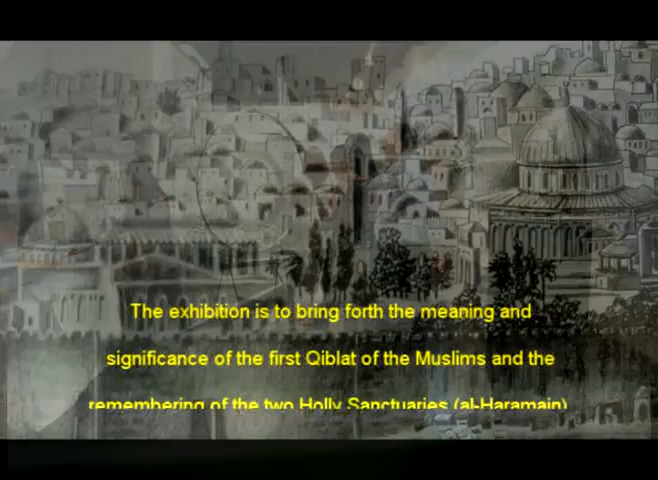 The exhibition is to bring forth the meaning and
significance of the first Qiblat of the Muslims and the
remembering of the two Holly Sanctuaries (al-Haramain)